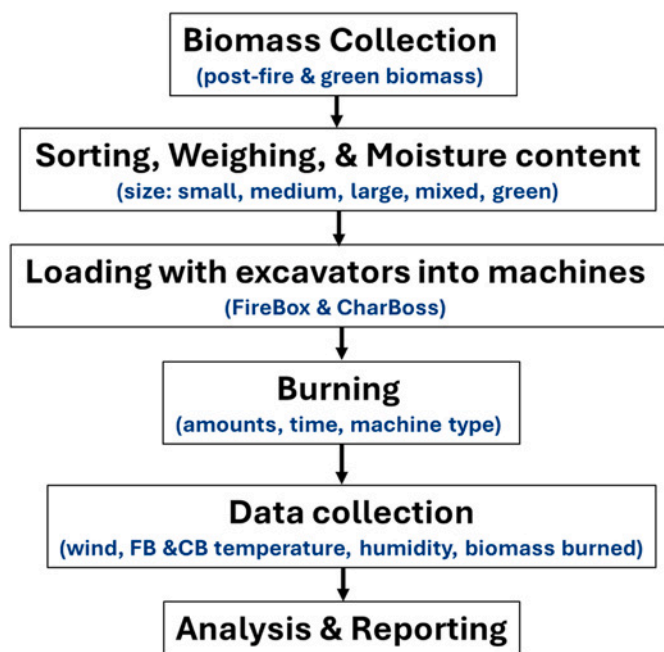 Biomass Collection
(post-fire & green biomass)
Sorting, Weighing, & Moisture content
(size: small, medium, large, mixed, green)
Loading with excavators into machines
(FireBox & CharBoss)
Burning
(amounts, time, machine type)
Data collection
(wind, FB &CB temperature, humidity, biomass burned)
Analysis & Reporting